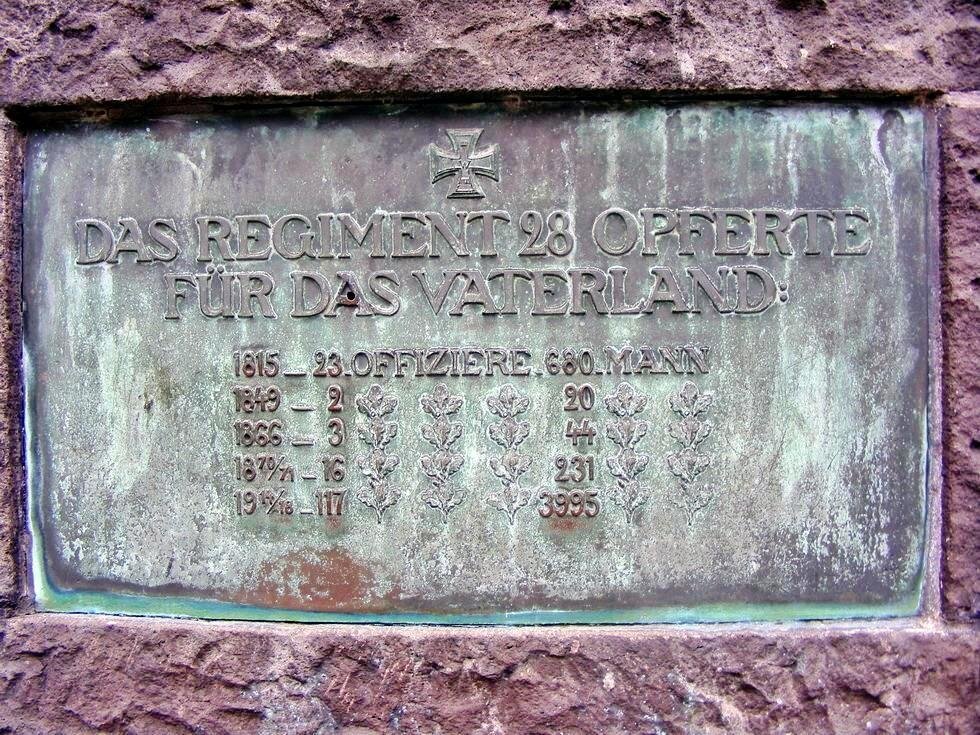 DAS REGIMENT 28 OPFERTE
FÜR DAS VATERLAND:
1815 - 23 OFFIZIERE 680 MANN
1849 - 2 20
1866 - 3 44
1870/71 - 16 231
1914/18 - 117 3995